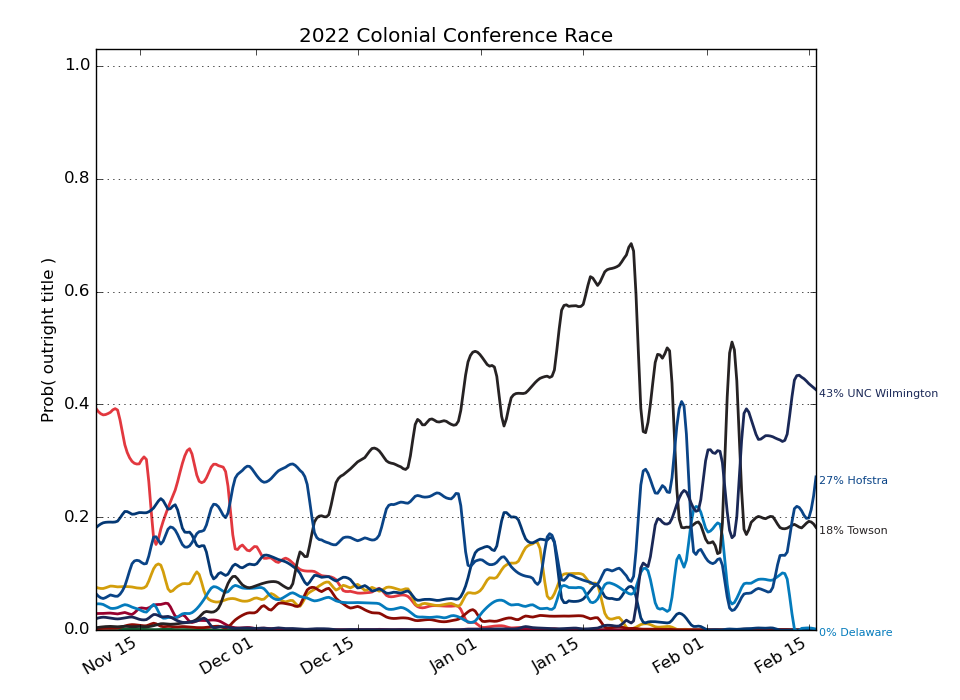 2022 Colonial Conference Race
Prob( outright title )
1.0
0.8
0.6
0.4
0.2
0.0
43% UNC Wilmington
27% Hofstra
18% Towson
0% Delaware
Nov 15
Dec 01
Dec 15
Jan 01
Jan 15
Feb 01
Feb 15